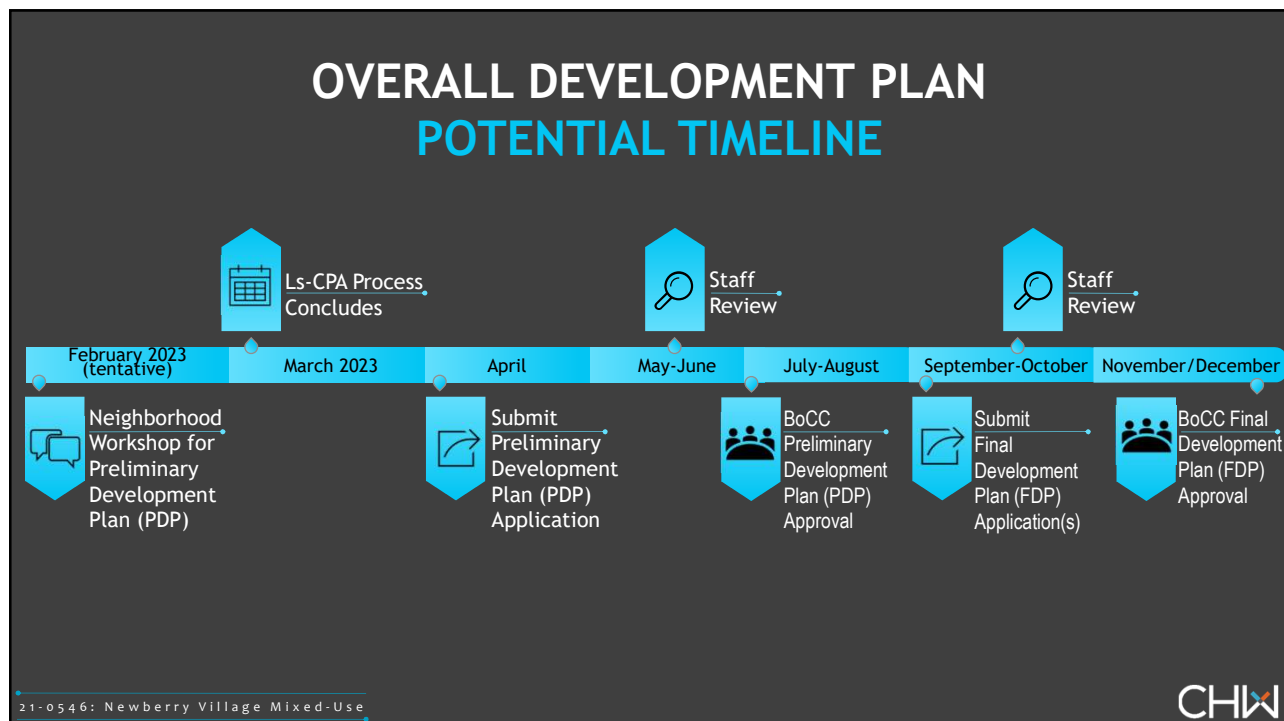 OVERALL DEVELOPMENT PLAN
POTENTIAL TIMELINE
Ls-CPA Process
Concludes
Staff
Review
Staff
Review
February 2023
(tentative)
March 2023
April
May-June
July-August
September-October
November/December
Neighborhood
Workshop for
Preliminary
Development
Plan (PDP)
Submit
Preliminary
Development
Plan (PDP)
Application
BoCC
Preliminary
Development
Plan (PDP)
Approval
Submit
Final
Development
Plan (FDP)
Application(s)
BoCC Final
Development
Plan (FDP)
Approval
21-0546: Newberry Village Mixed-Use
CHW